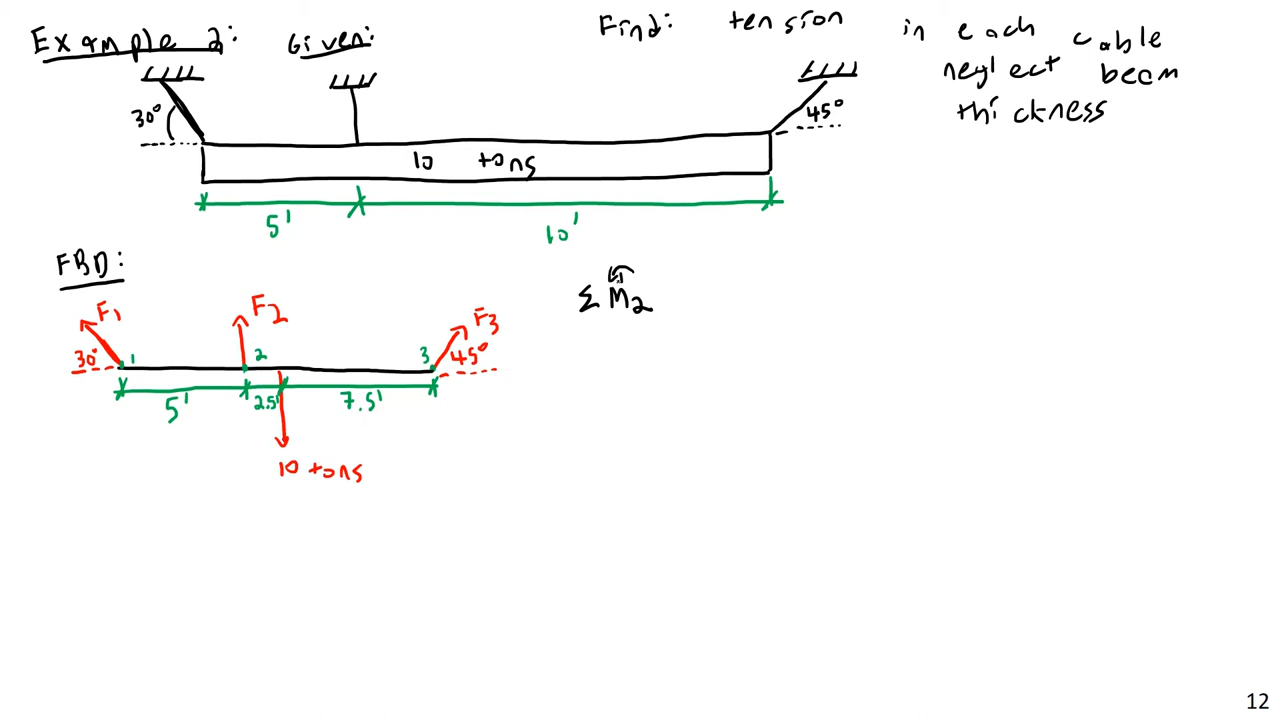 Example 2: Given: Find: tension in each cable
neglect beam
thickness
30° 45°
10 tons
5' 10'
FBD:
ΣM2
F1 F2 F3
30° 1 2 3 45°
5' 2.5' 7.5'
10 tons
12